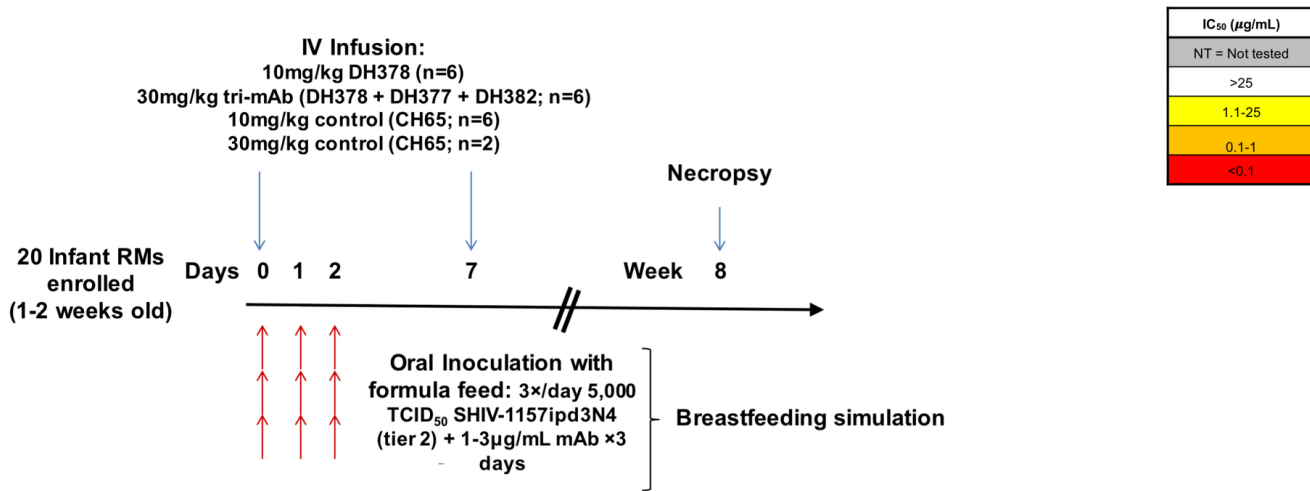 IV Infusion:
10mg/kg DH378 (n=6)
30mg/kg tri-mAb (DH378 + DH377 + DH382; n=6)
10mg/kg control (CH65; n=6)
30mg/kg control (CH65; n=2)
IC₅₀ (µg/mL)
NT = Not tested
>25
1.1-25
0.1-1
<0.1
Necropsy
20 Infant RMs
enrolled
(1-2 weeks old)
Days 0 1 2 7 Week 8
Oral Inoculation with
formula feed: 3×/day 5,000
TCID₅₀ SHIV-1157ipd3N4
(tier 2) + 1-3µg/mL mAb ×3
days
Breastfeeding simulation